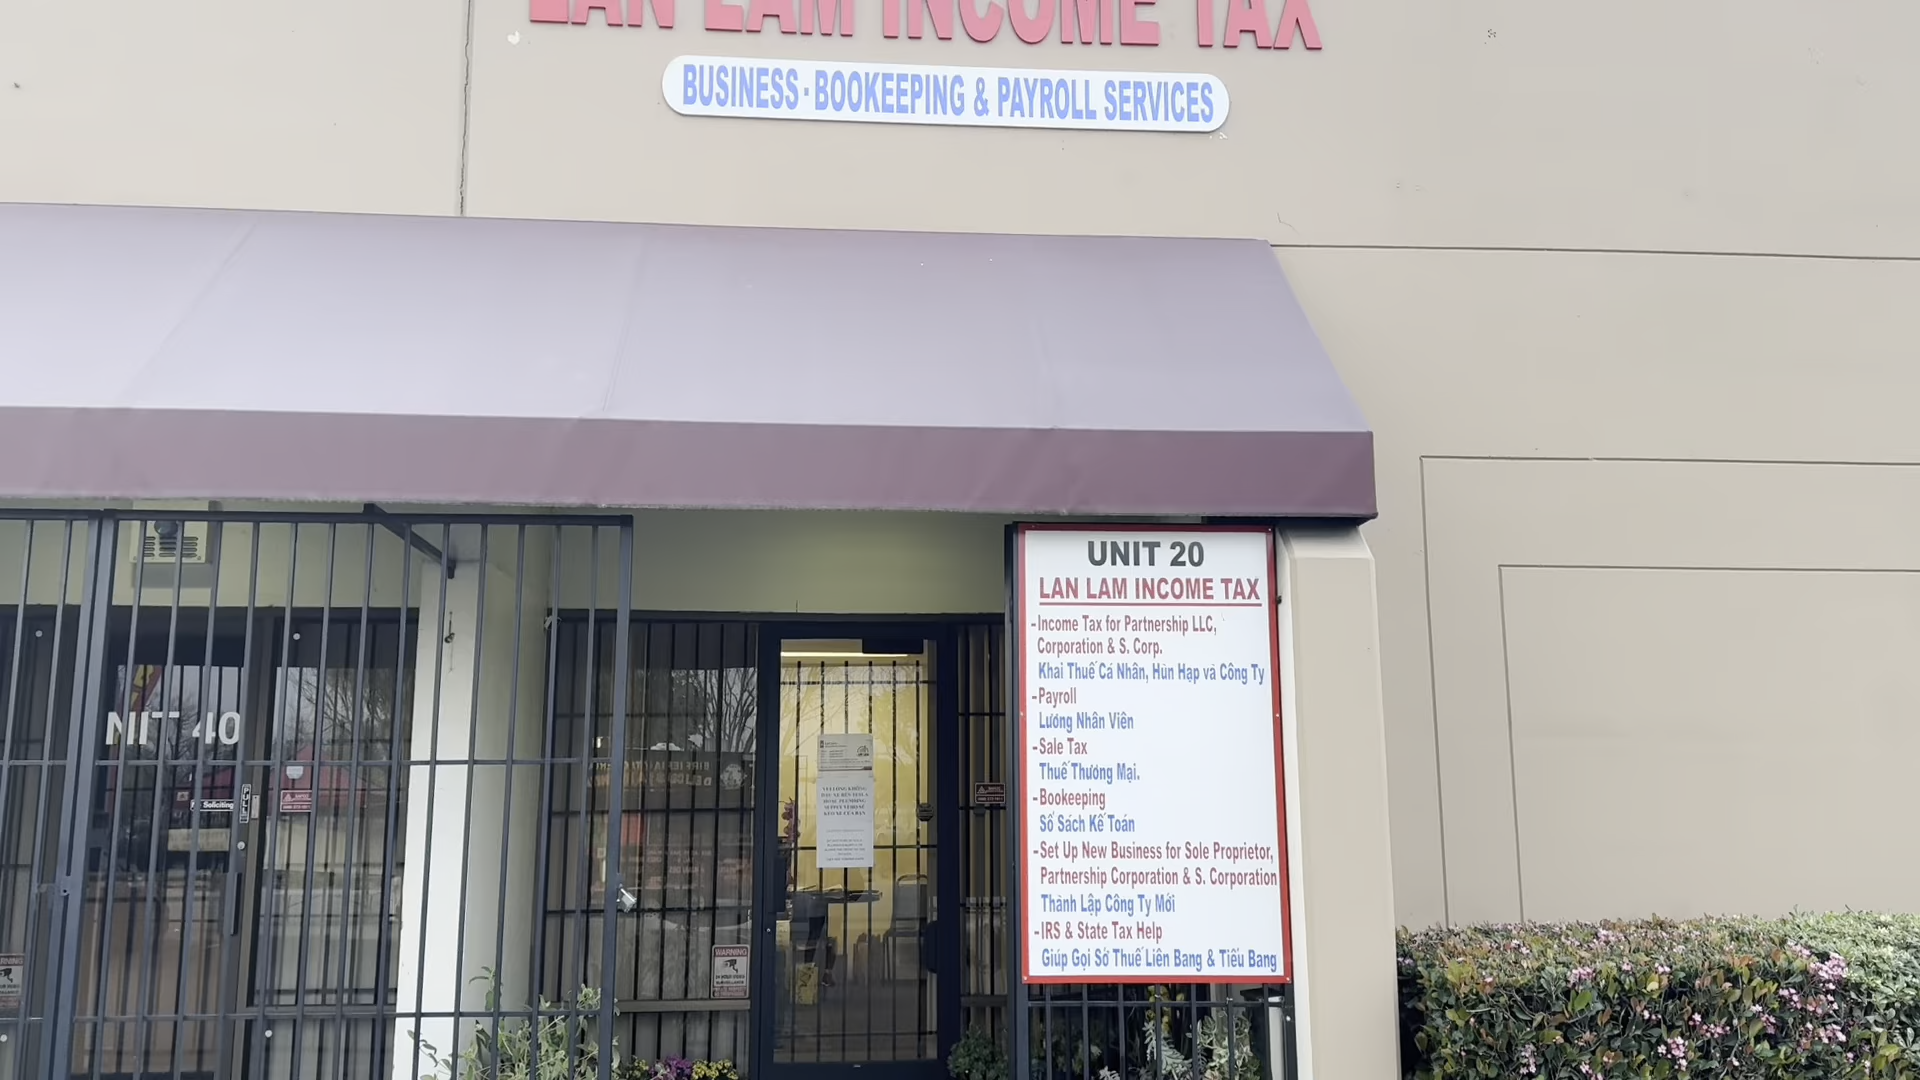 LAN LAM INCOME TAX
BUSINESS · BOOKEEPING & PAYROLL SERVICES
UNIT 20
LAN LAM INCOME TAX
-Income Tax for Partnership LLC,
Corporation & S. Corp.
Khai Thuế Cá Nhân, Hùn Hạp và Công Ty
-Payroll
Lương Nhân Viên
-Sale Tax
Thuế Thương Mại.
-Bookeeping
Sổ Sách Kế Toán
-Set Up New Business for Sole Proprietor,
Partnership Corporation & S. Corporation
Thành Lập Công Ty Mới
-IRS & State Tax Help
Giúp Gọi Sở Thuế Liên Bang & Tiểu Bang
NIT 40
Soliciting
PULL
WARNING